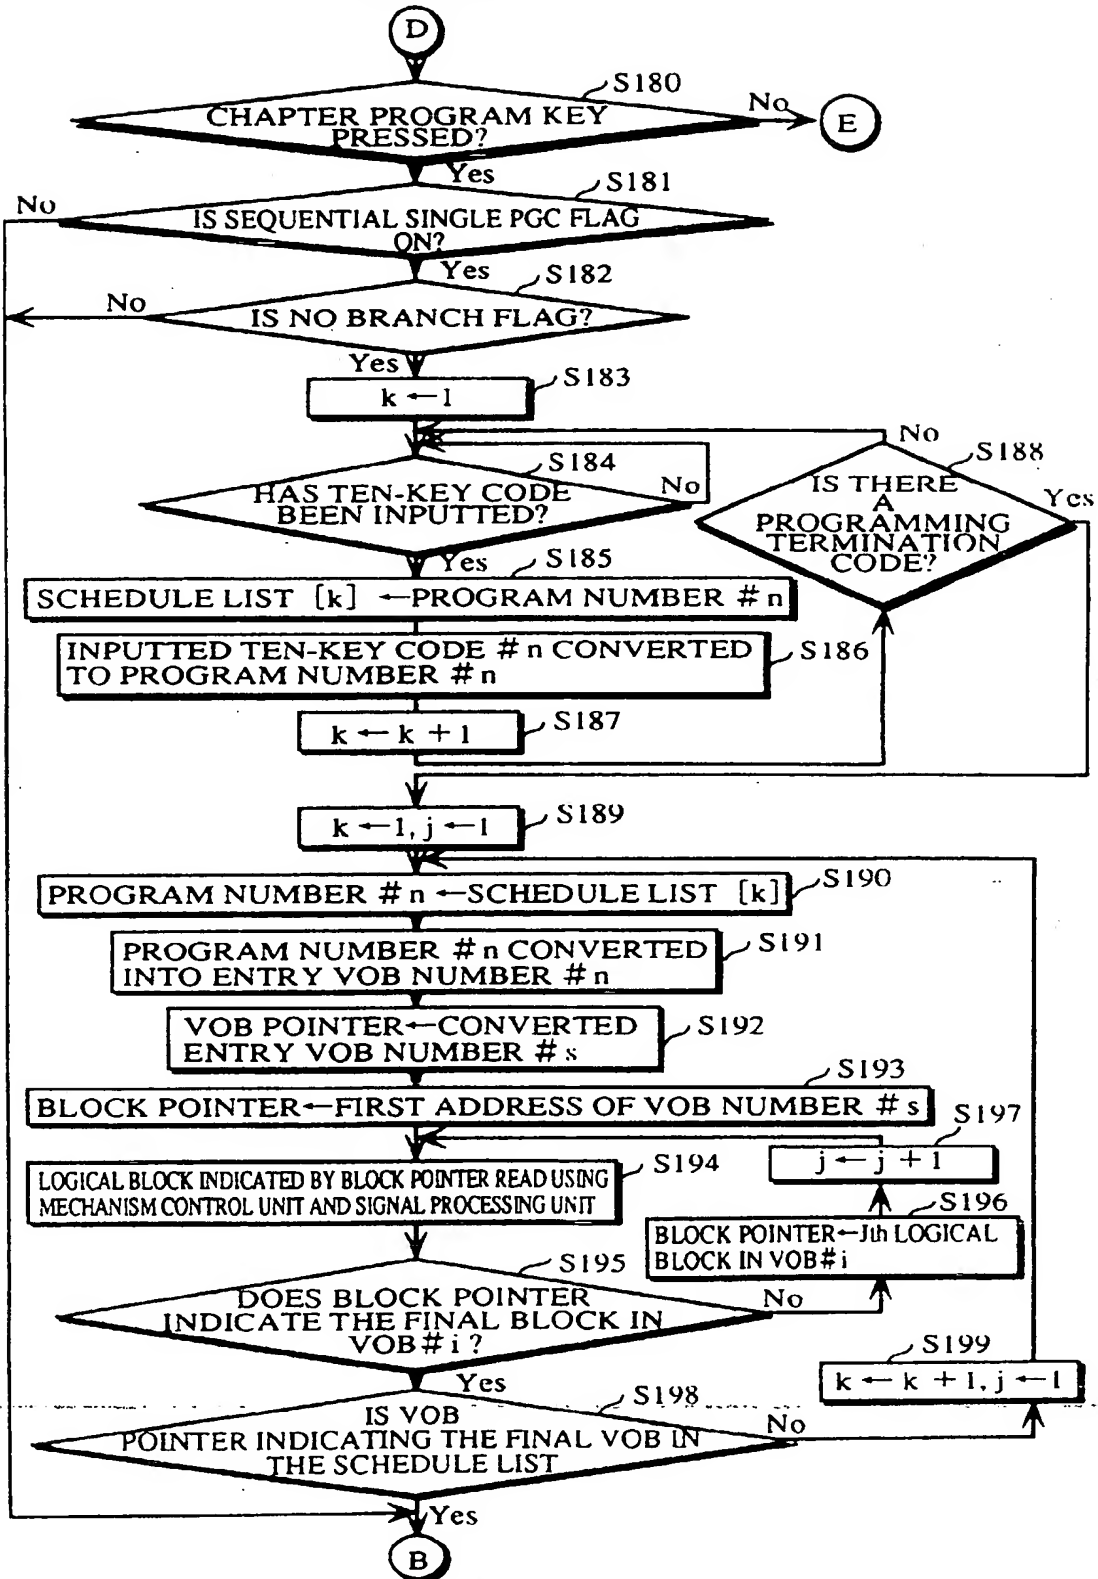 D
S180
CHAPTER PROGRAM KEY
PRESSED?
No
E
Yes
S181
No
IS SEQUENTIAL SINGLE PGC FLAG
ON?
Yes
S182
No
IS NO BRANCH FLAG?
Yes
S183
k ← 1
No
S184
HAS TEN-KEY CODE
BEEN INPUTTED?
No
S188
IS THERE
A
PROGRAMMING
TERMINATION
CODE?
Yes
Yes
S185
SCHEDULE LIST [k] ←PROGRAM NUMBER #n
INPUTTED TEN-KEY CODE #n CONVERTED
TO PROGRAM NUMBER #n
S186
k ← k + 1
S187
k ←1, j ←1
S189
PROGRAM NUMBER #n ←SCHEDULE LIST [k]
S190
PROGRAM NUMBER #n CONVERTED
INTO ENTRY VOB NUMBER #n
S191
VOB POINTER←CONVERTED
ENTRY VOB NUMBER #s
S192
S193
BLOCK POINTER←FIRST ADDRESS OF VOB NUMBER #s
S197
j ← j + 1
S194
LOGICAL BLOCK INDICATED BY BLOCK POINTER READ USING
MECHANISM CONTROL UNIT AND SIGNAL PROCESSING UNIT
S196
BLOCK POINTER←Jth LOGICAL
BLOCK IN VOB#i
S195
DOES BLOCK POINTER
INDICATE THE FINAL BLOCK IN
VOB#i?
No
S199
k ← k + 1, j ← 1
Yes
S198
IS VOB
POINTER INDICATING THE FINAL VOB IN
THE SCHEDULE LIST
No
Yes
B